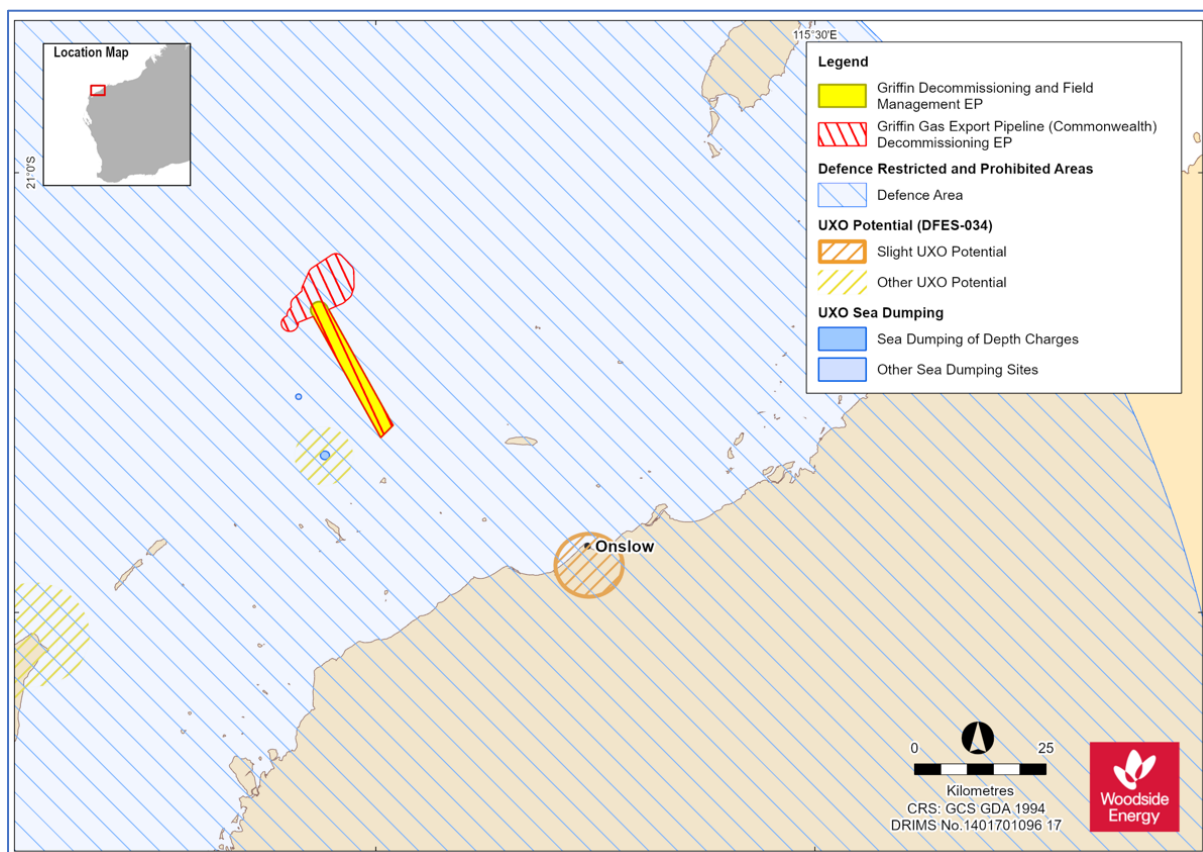 Location Map
115°30'E
21°0'S
Legend
Griffin Decommissioning and Field
Management EP
Griffin Gas Export Pipeline (Commonwealth)
Decommissioning EP
Defence Restricted and Prohibited Areas
Defence Area
UXO Potential (DFES-034)
Slight UXO Potential
Other UXO Potential
UXO Sea Dumping
Sea Dumping of Depth Charges
Other Sea Dumping Sites
Onslow
0 25
Kilometres
CRS: GCS GDA 1994
DRIMS No.1401701096 17
Woodside
Energy